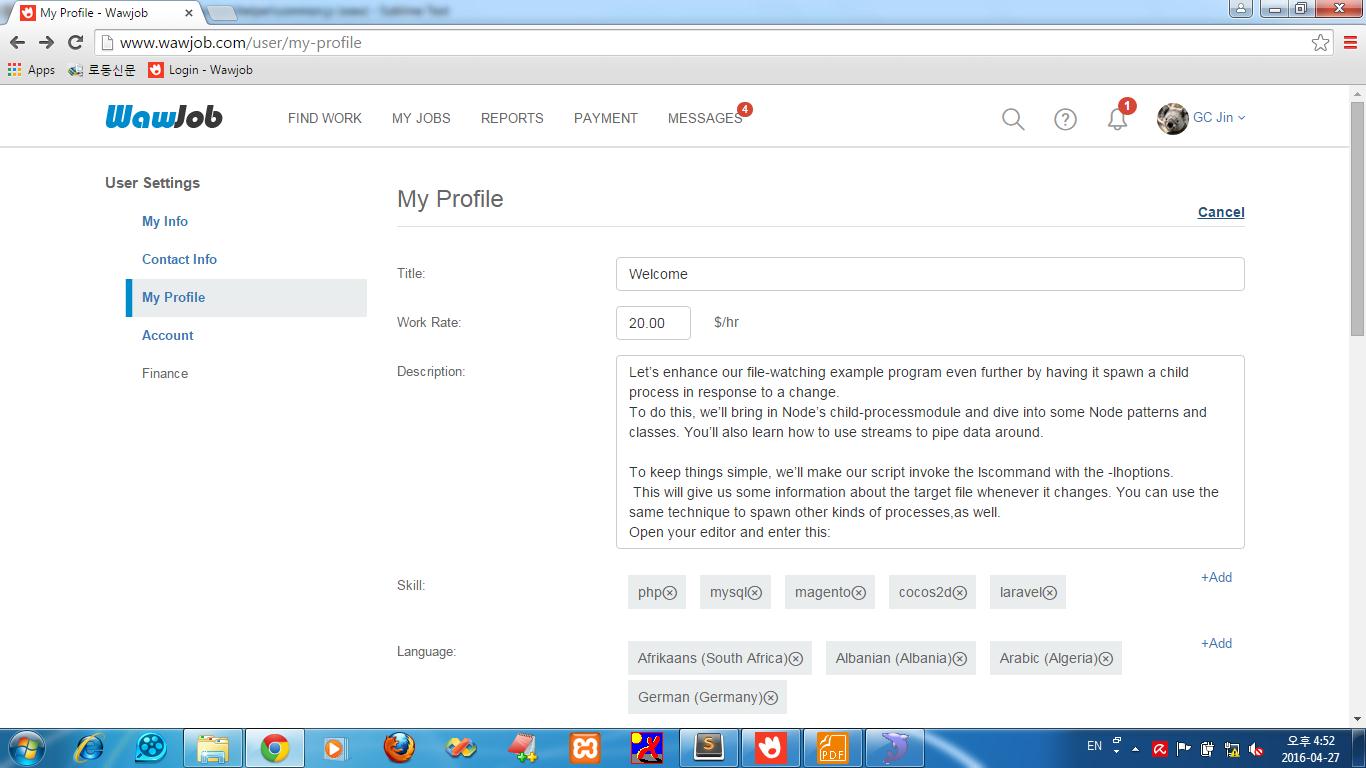 My Profile - Wawjob
www.wawjob.com/user/my-profile
Apps 로동신문 Login - Wawjob
WawJob FIND WORK MY JOBS REPORTS PAYMENT MESSAGES 4 1 GC Jin
User Settings
My Info
Contact Info
My Profile
Account
Finance
My Profile
Cancel
Title: Welcome
Work Rate: 20.00 $/hr
Description:
Let's enhance our file-watching example program even further by having it spawn a child
process in response to a change.
To do this, we'll bring in Node's child-processmodule and dive into some Node patterns and
classes. You'll also learn how to use streams to pipe data around.
To keep things simple, we'll make our script invoke the lscommand with the -lhoptions.
This will give us some information about the target file whenever it changes. You can use the
same technique to spawn other kinds of processes,as well.
Open your editor and enter this:
Skill: php mysql magento cocos2d laravel +Add
Language: Afrikaans (South Africa) Albanian (Albania) Arabic (Algeria) +Add
German (Germany)
PDF
EN 오후 4:52
2016-04-27